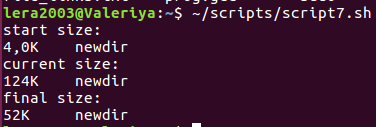 lera2003@Valeriya:~$ ~/scripts/script7.sh
start size:
4,0K newdir
current size:
124K newdir
final size:
52K newdir